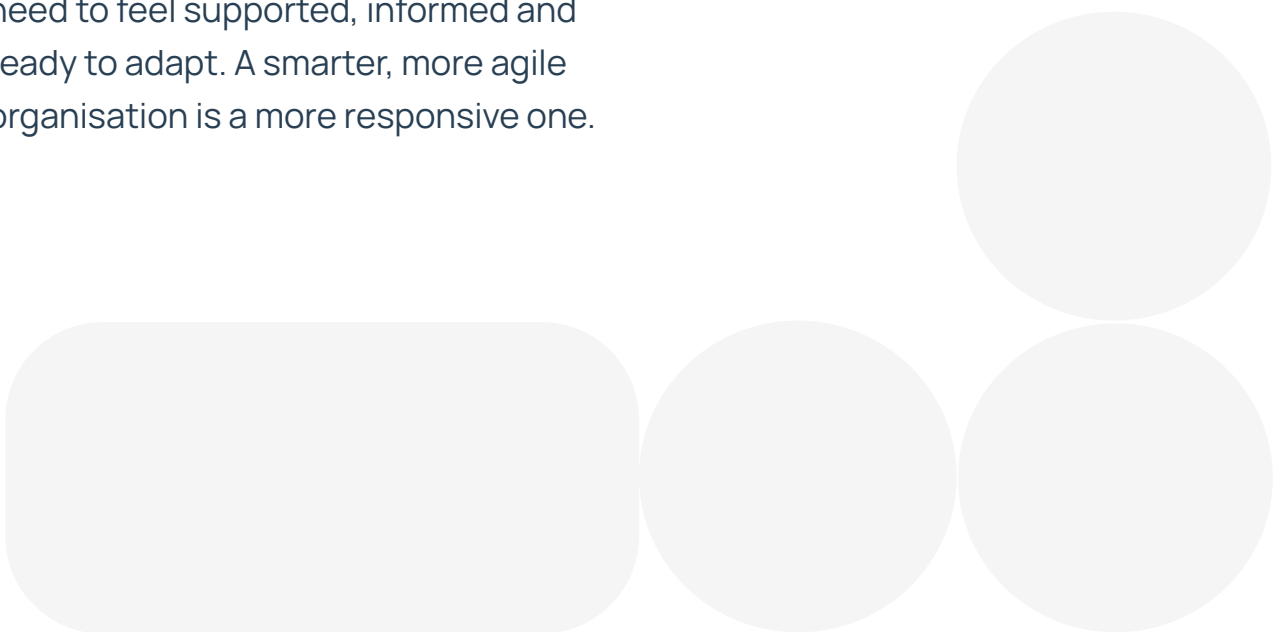 need to feel supported, informed and
eady to adapt. A smarter, more agile
organisation is a more responsive one.